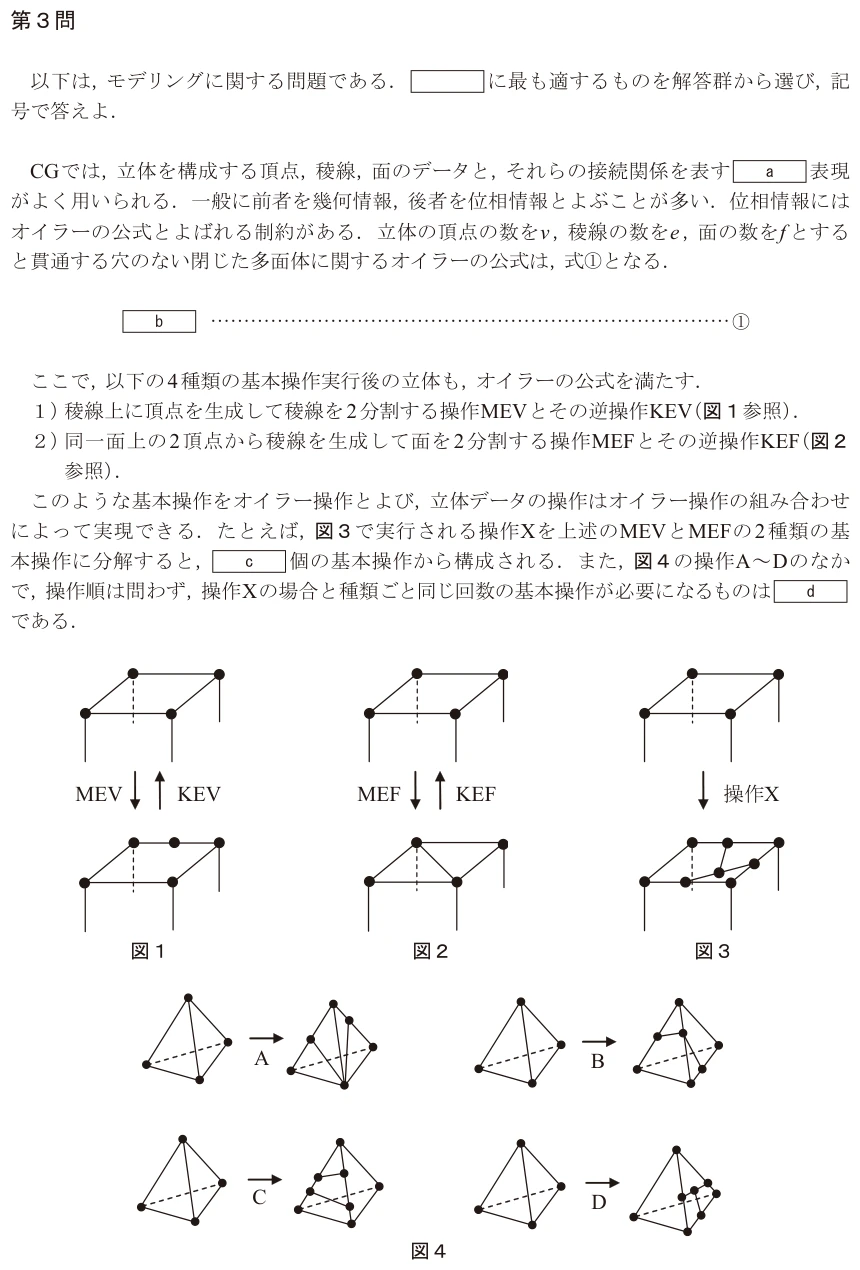 第３問
以下は，モデリングに関する問題である．　　　に最も適するものを解答群から選び，記
号で答えよ．
CGでは，立体を構成する頂点，稜線，面のデータと，それらの接続関係を表す a 表現
がよく用いられる．一般に前者を幾何情報，後者を位相情報とよぶことが多い．位相情報には
オイラーの公式とよばれる制約がある．立体の頂点の数をv，稜線の数をe，面の数をfとする
と貫通する穴のない閉じた多面体に関するオイラーの公式は，式①となる．
b ……………………………………………………………………①
ここで，以下の4種類の基本操作実行後の立体も，オイラーの公式を満たす．
１）稜線上に頂点を生成して稜線を2分割する操作MEVとその逆操作KEV（図１参照）．
２）同一面上の2頂点から稜線を生成して面を2分割する操作MEFとその逆操作KEF（図２
参照）．
このような基本操作をオイラー操作とよび，立体データの操作はオイラー操作の組み合わせ
によって実現できる．たとえば，図３で実行される操作Xを上述のMEVとMEFの2種類の基
本操作に分解すると， c 個の基本操作から構成される．また，図４の操作A～Dのなか
で，操作順は問わず，操作Xの場合と種類ごと同じ回数の基本操作が必要になるものは d
である．
MEV KEV
MEF KEF
操作X
図１
図２
図３
A
B
C
D
図４